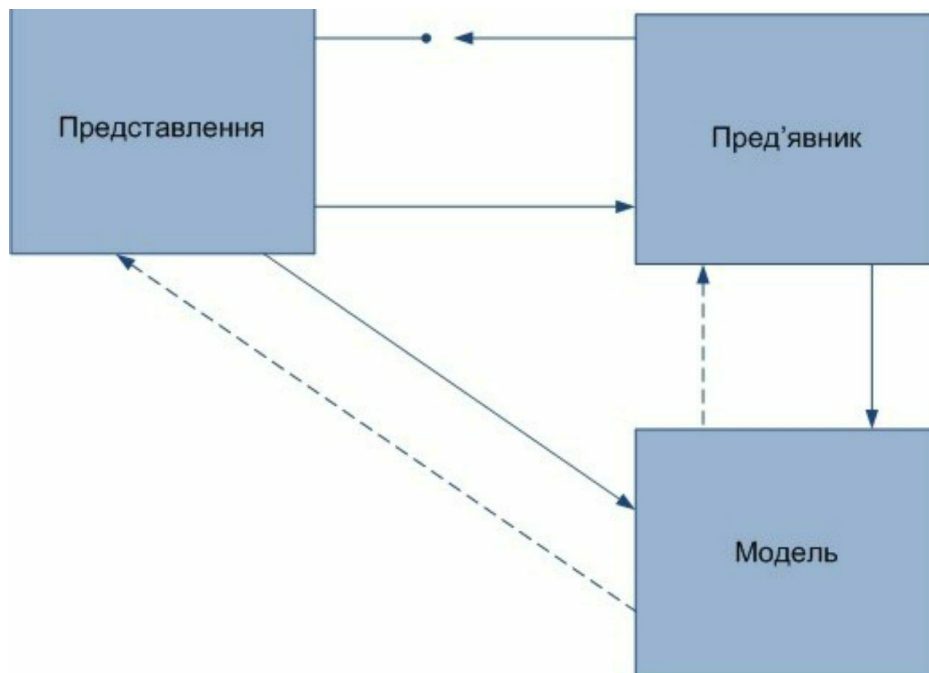 Представлення
Пред’явник
Модель